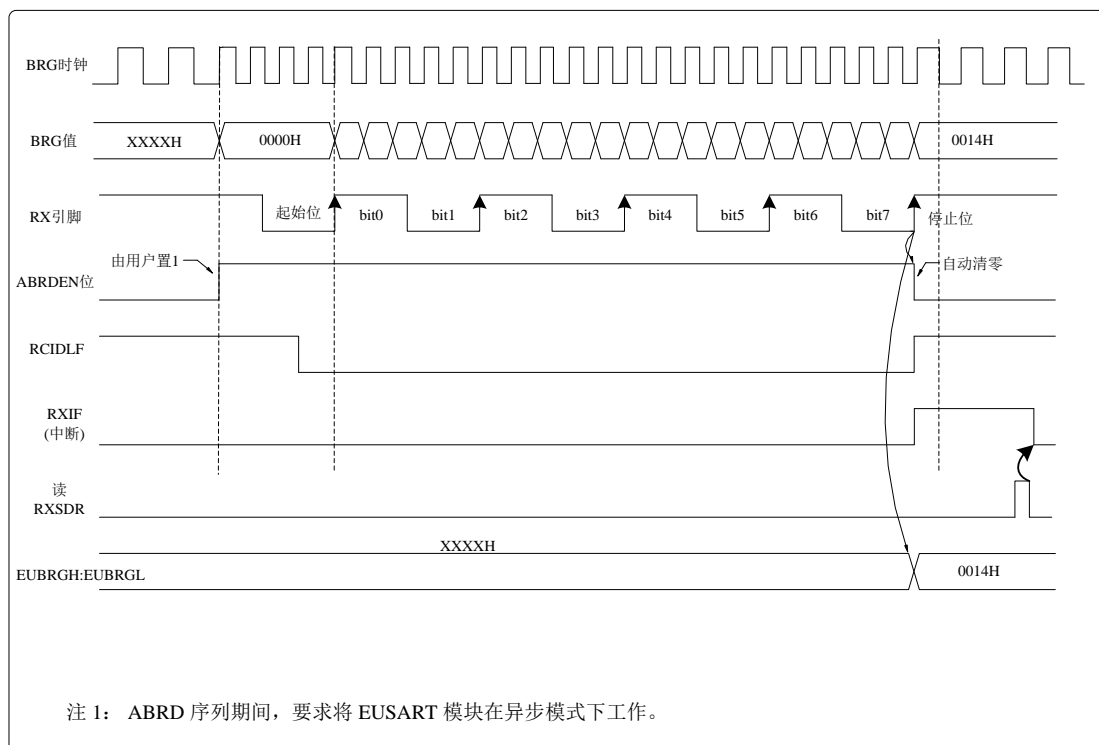 BRG时钟
BRG值
XXXXH
0000H
0014H
RX引脚
起始位
bit0
bit1
bit2
bit3
bit4
bit5
bit6
bit7
停止位
由用户置1
自动清零
ABRDEN位
RCIDLF
RXIF
(中断)
读
RXSDR
XXXXH
EUBRGH:EUBRGL
0014H
注 1： ABRD 序列期间，要求将 EUSART 模块在异步模式下工作。